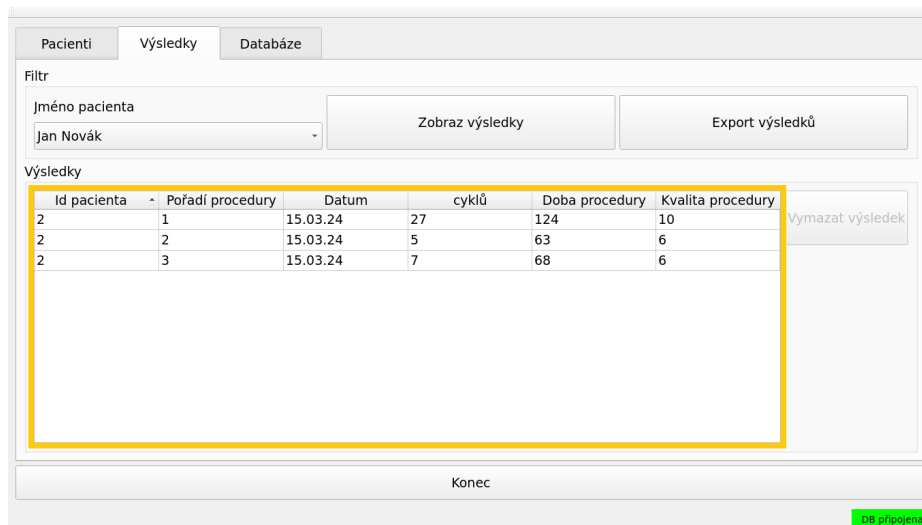 Pacienti Výsledky Databáze
Filtr
Jméno pacienta
Jan Novák
Zobraz výsledky
Export výsledků
Výsledky
Id pacienta Pořadí procedury Datum cyklů Doba procedury Kvalita procedury
2 1 15.03.24 27 124 10
2 2 15.03.24 5 63 6
2 3 15.03.24 7 68 6
Vymazat výsledek
Konec
DB připojena